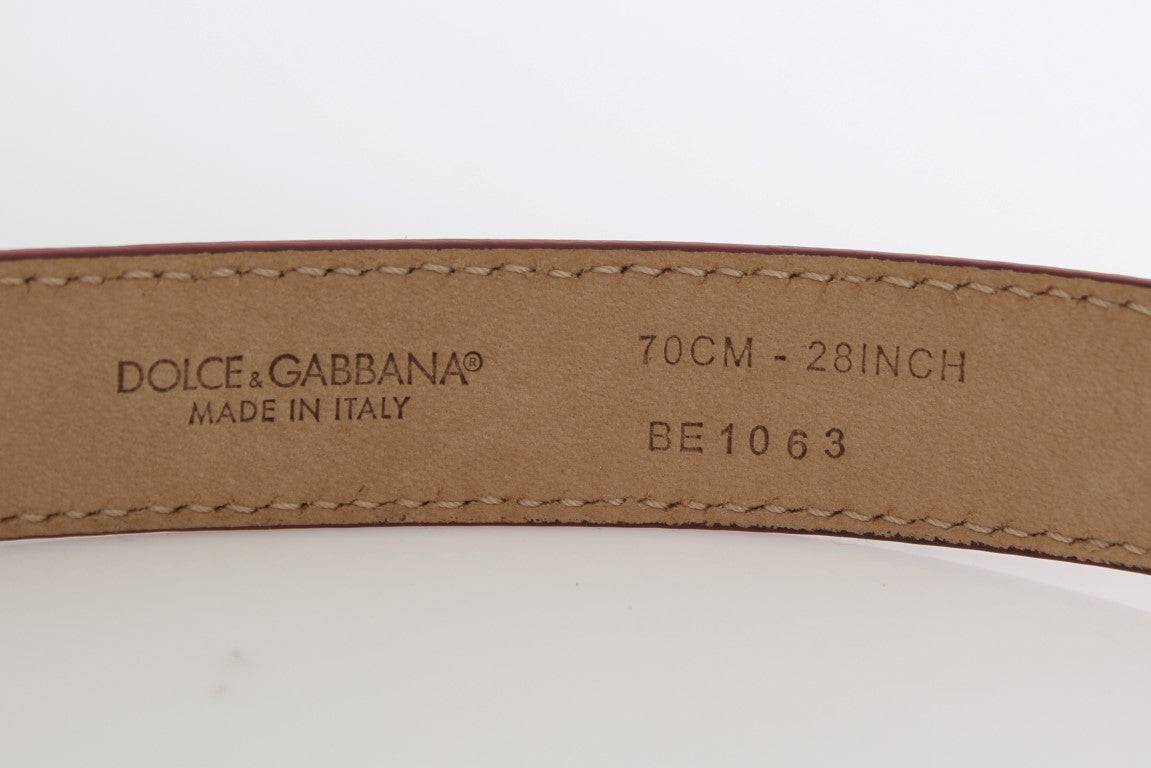 DOLCE & GABBANA®
MADE IN ITALY
70CM - 28INCH
BE1063